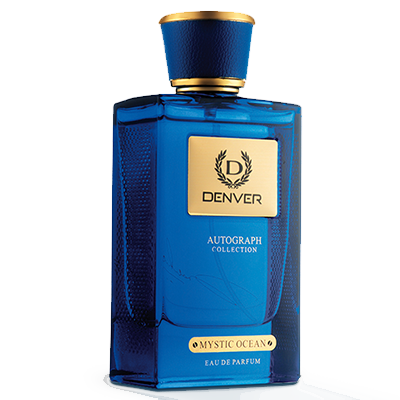 D
DENVER
AUTOGRAPH
COLLECTION
MYSTIC OCEAN
EAU DE PARFUM